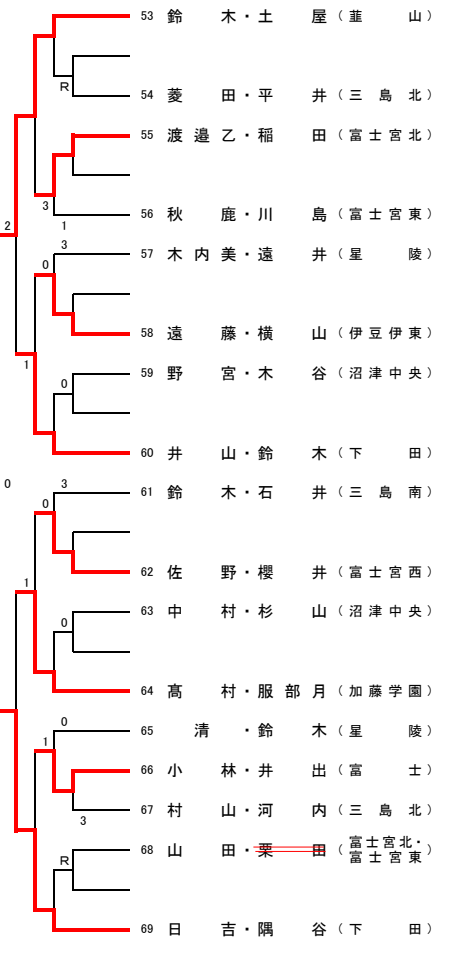 53 鈴木・土屋（韮山）
R
54 菱田・平井（三島北）
55 渡邉乙・稲田（富士宮北）
3
56 秋鹿・川島（富士宮東）
2
1
3
57 木内美・遠井（星陵）
0
58 遠藤・横山（伊豆伊東）
1
59 野宮・木谷（沼津中央）
0
60 井山・鈴木（下田）
0
3
61 鈴木・石井（三島南）
0
62 佐野・櫻井（富士宮西）
1
63 中村・杉山（沼津中央）
0
64 髙村・服部月（加藤学園）
0
65 清・鈴木（星陵）
1
66 小林・井出（富士）
67 村山・河内（三島北）
3
68 山田・栗田（富士宮北・富士宮東）
R
69 日吉・隅谷（下田）